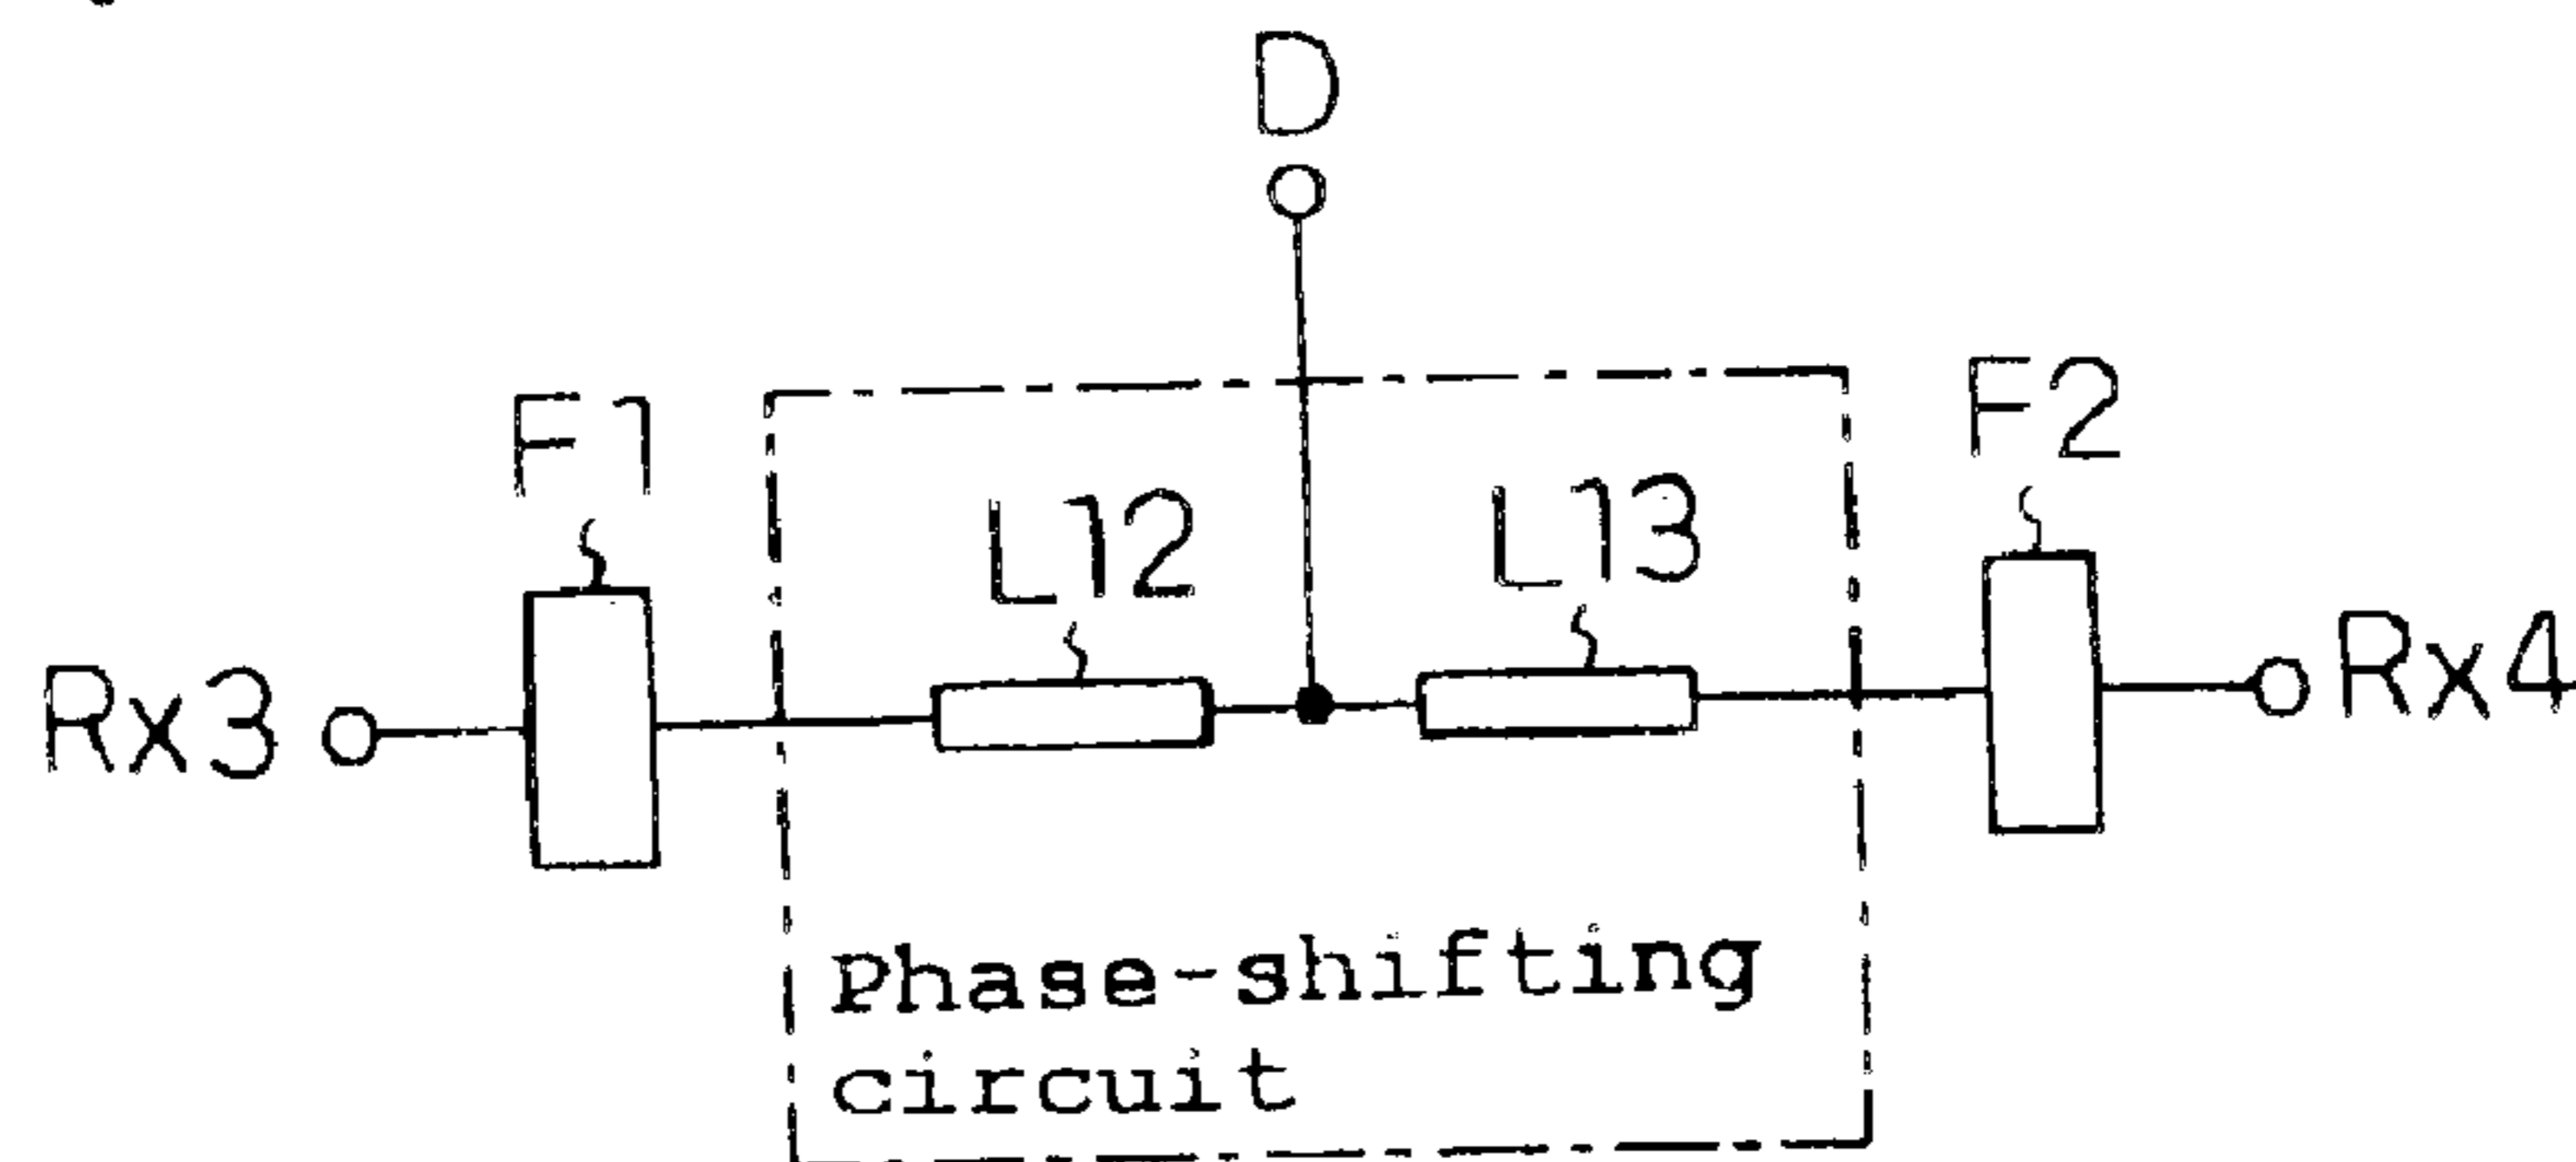 D
F1
F2
L12
L13
Rx3
Rx4
Phase-shifting
circuit